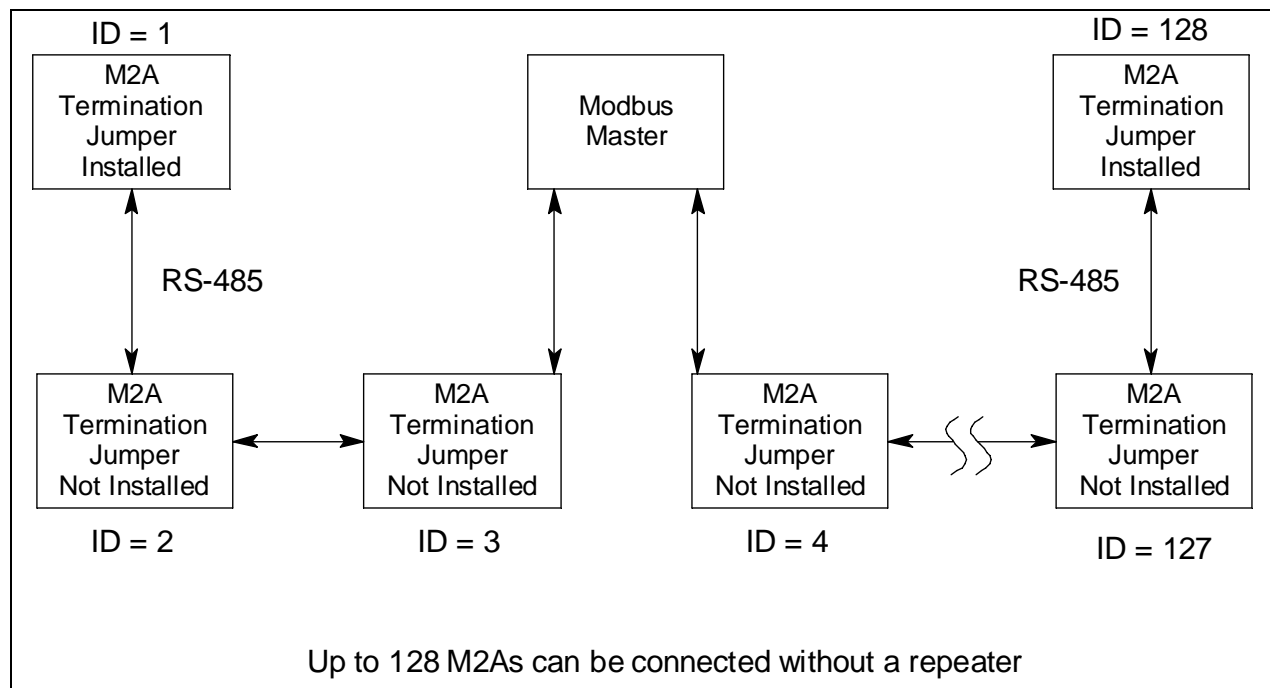 ID = 1
M2A
Termination
Jumper
Installed
Modbus
Master
ID = 128
M2A
Termination
Jumper
Installed
RS-485
RS-485
M2A
Termination
Jumper
Not Installed
ID = 2
M2A
Termination
Jumper
Not Installed
ID = 3
M2A
Termination
Jumper
Not Installed
ID = 4
M2A
Termination
Jumper
Not Installed
ID = 127
Up to 128 M2As can be connected without a repeater